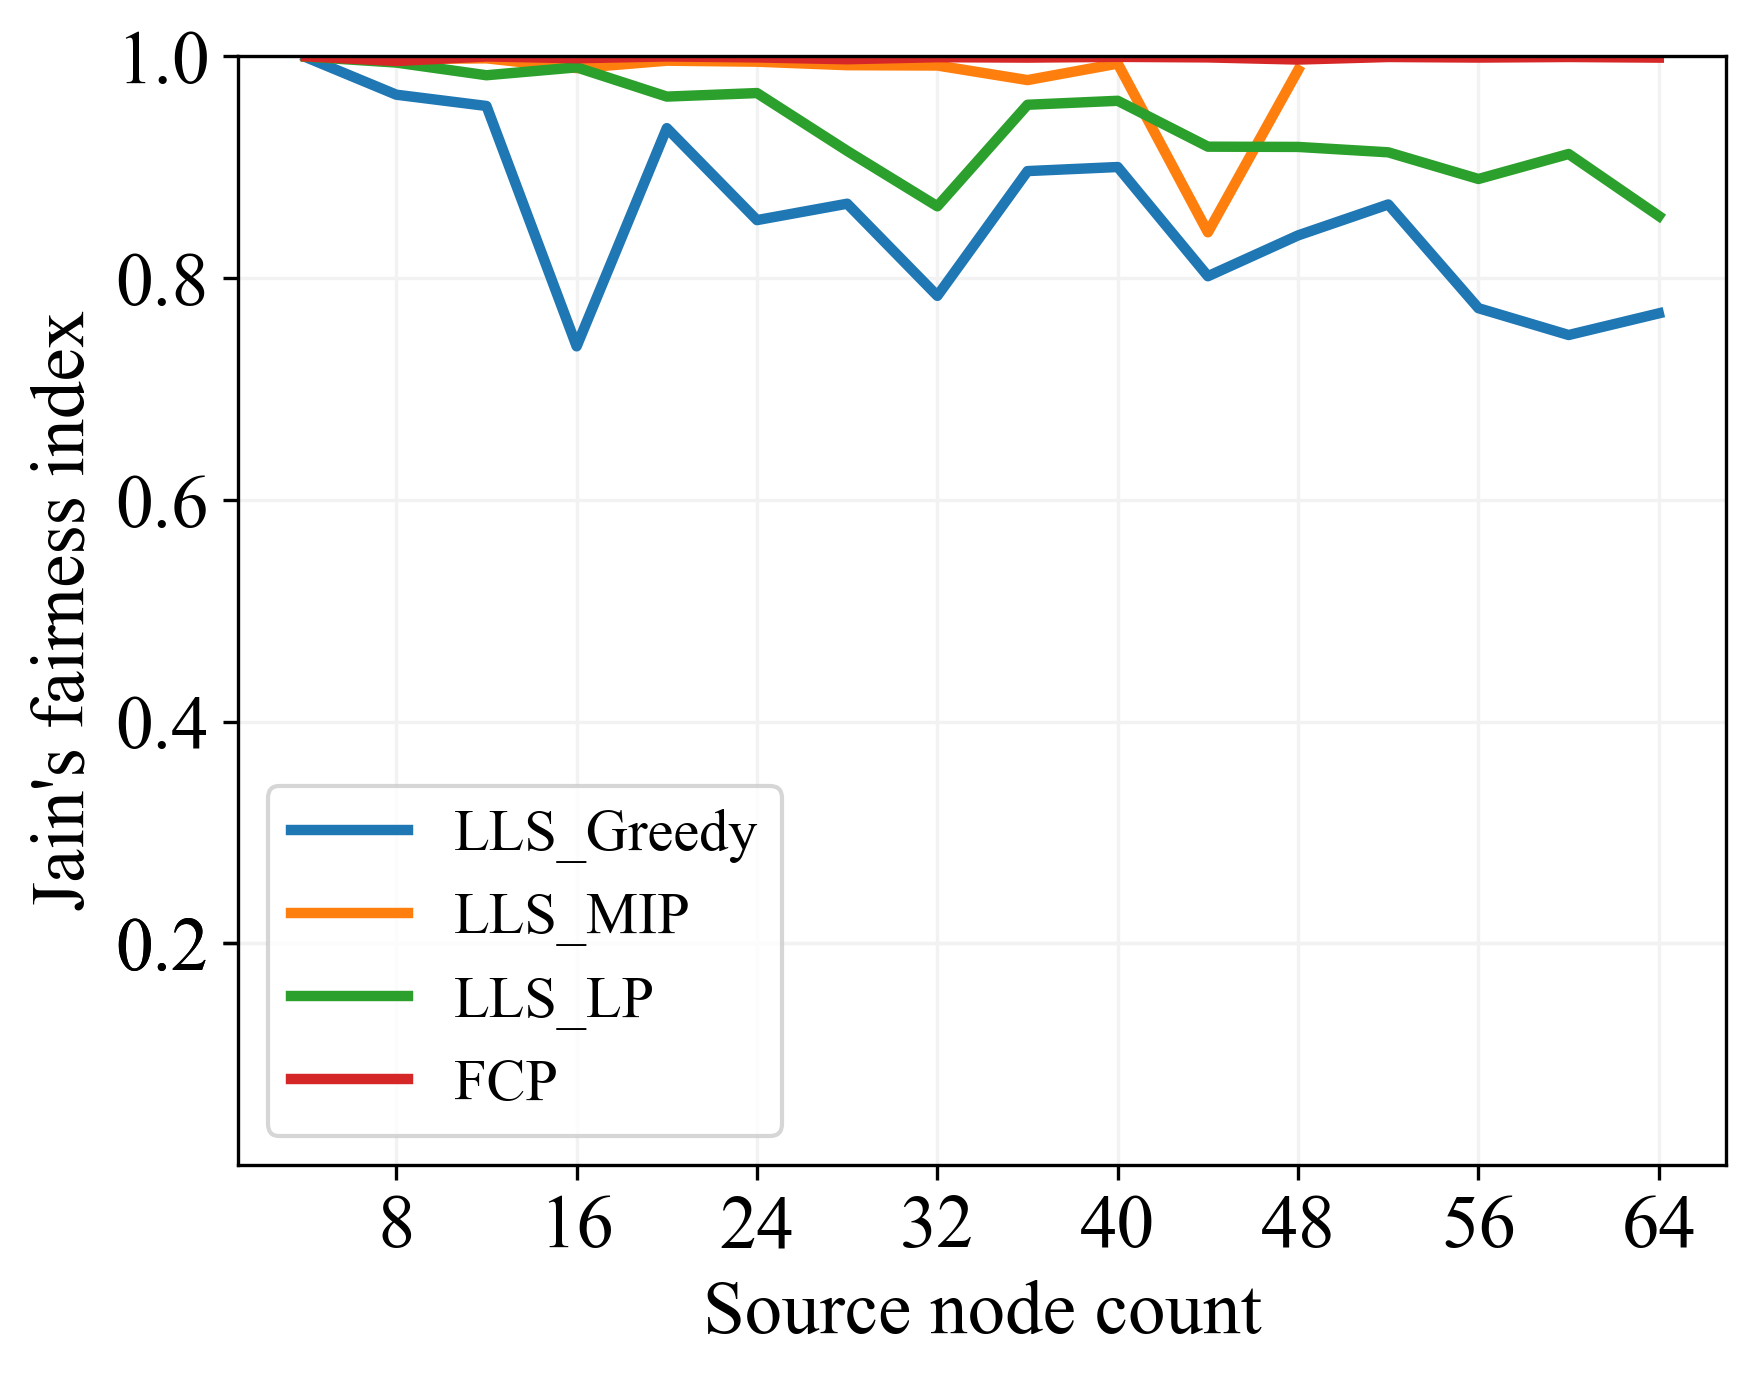 Jain's fairness index
1.0
0.8
0.6
0.4
0.2
LLS_Greedy
LLS_MIP
LLS_LP
FCP
8 16 24 32 40 48 56 64
Source node count